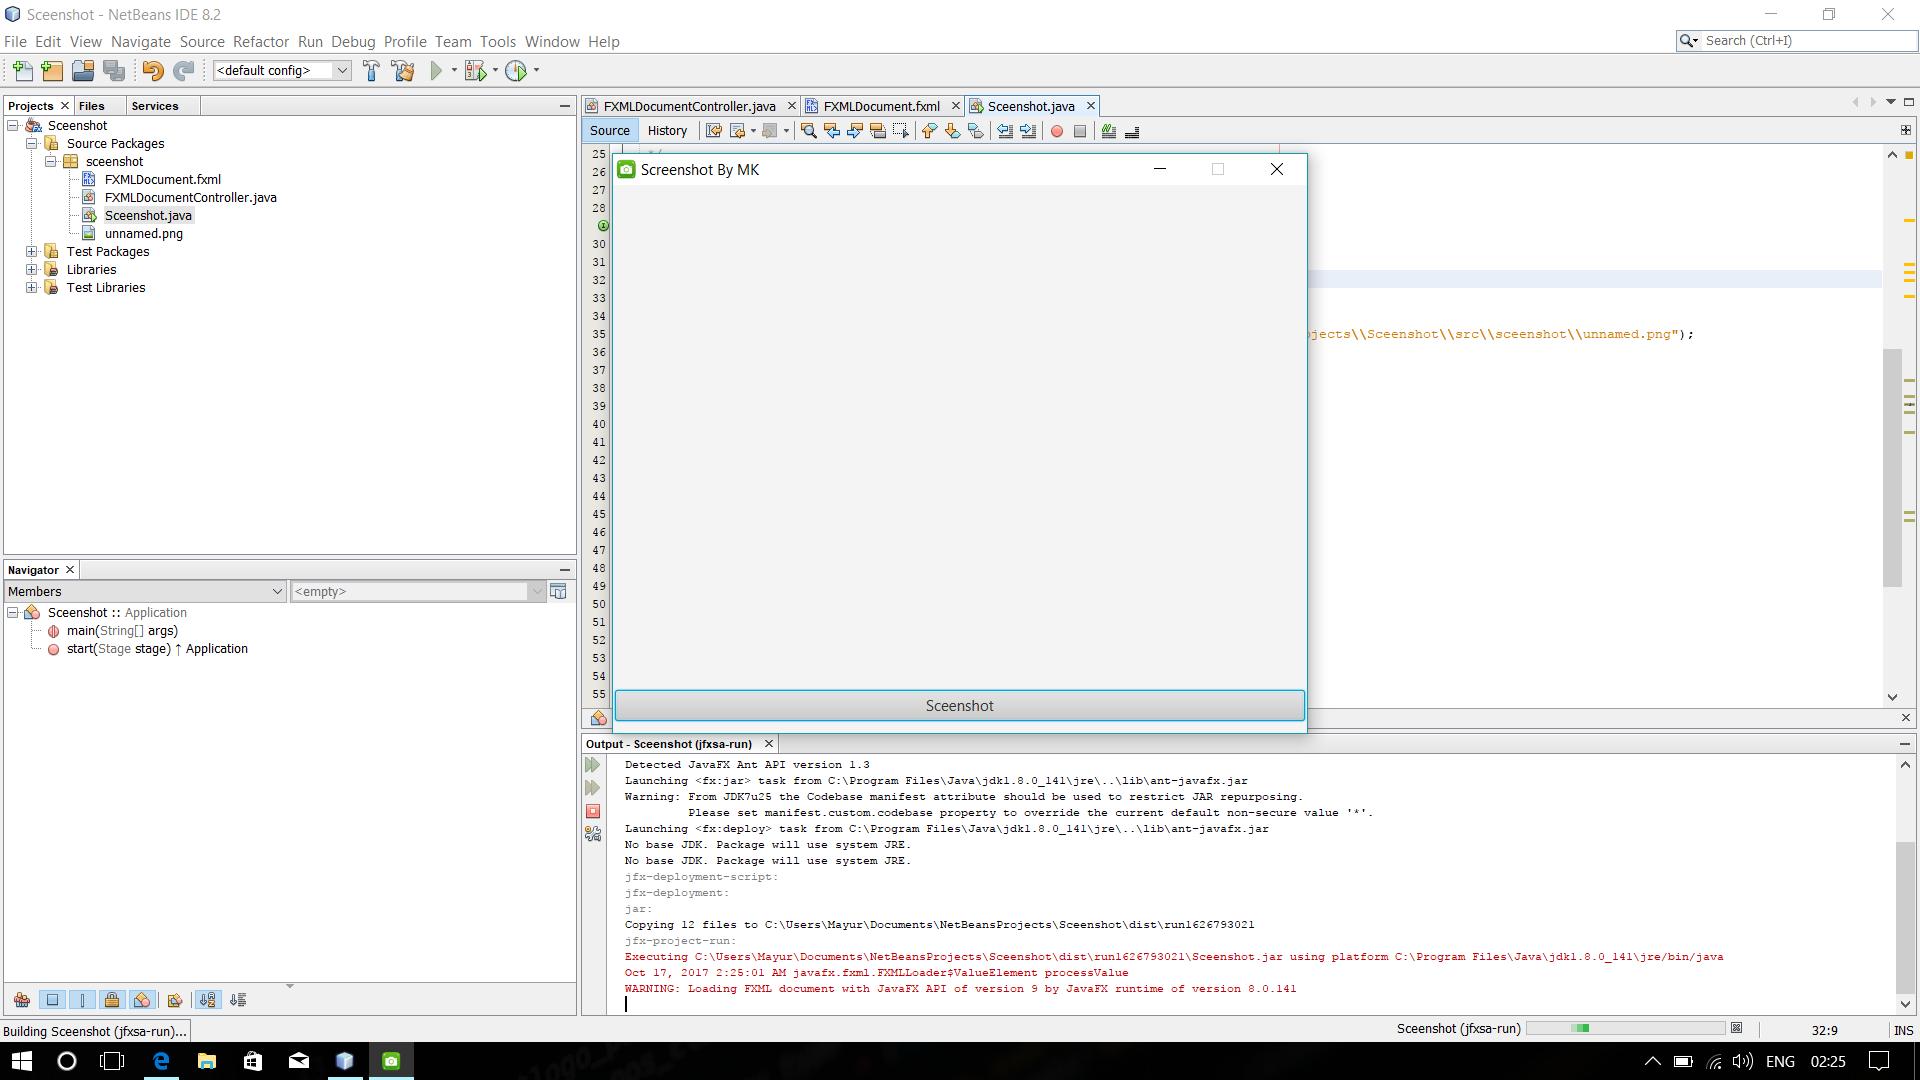 Sceenshot - NetBeans IDE 8.2
File Edit View Navigate Source Refactor Run Debug Profile Team Tools Window Help
Search (Ctrl+I)
<default config>
Projects
Files
Services
Sceenshot
Source Packages
sceenshot
FXMLDocument.fxml
FXMLDocumentController.java
Sceenshot.java
unnamed.png
Test Packages
Libraries
Test Libraries
Navigator
Members
<empty>
Sceenshot :: Application
main(String[] args)
start(Stage stage) ↑ Application
FXMLDocumentController.java
FXMLDocument.fxml
Sceenshot.java
Source
History
25
26
27
28
30
31
32
33
34
35
36
37
38
39
40
41
42
43
44
45
46
47
48
49
50
51
52
53
54
55
jects\\Sceenshot\\src\\sceenshot\\unnamed.png");
Screenshot By MK
Sceenshot
Output - Sceenshot (jfxsa-run)
Detected JavaFX Ant API version 1.3
Launching <fx:jar> task from C:\Program Files\Java\jdk1.8.0_141\jre\..\lib\ant-javafx.jar
Warning: From JDK7u25 the Codebase manifest attribute should be used to restrict JAR repurposing.
Please set manifest.custom.codebase property to override the current default non-secure value '*'.
Launching <fx:deploy> task from C:\Program Files\Java\jdk1.8.0_141\jre\..\lib\ant-javafx.jar
No base JDK. Package will use system JRE.
No base JDK. Package will use system JRE.
jfx-deployment-script:
jfx-deployment:
jar:
Copying 12 files to C:\Users\Mayur\Documents\NetBeansProjects\Sceenshot\dist\run1626793021
jfx-project-run:
Executing C:\Users\Mayur\Documents\NetBeansProjects\Sceenshot\dist\run1626793021\Sceenshot.jar using platform C:\Program Files\Java\jdk1.8.0_141\jre/bin/java
Oct 17, 2017 2:25:01 AM javafx.fxml.FXMLLoader$ValueElement processValue
WARNING: Loading FXML document with JavaFX API of version 9 by JavaFX runtime of version 8.0.141
Building Sceenshot (jfxsa-run)...
Sceenshot (jfxsa-run)
32:9
INS
ENG
02:25